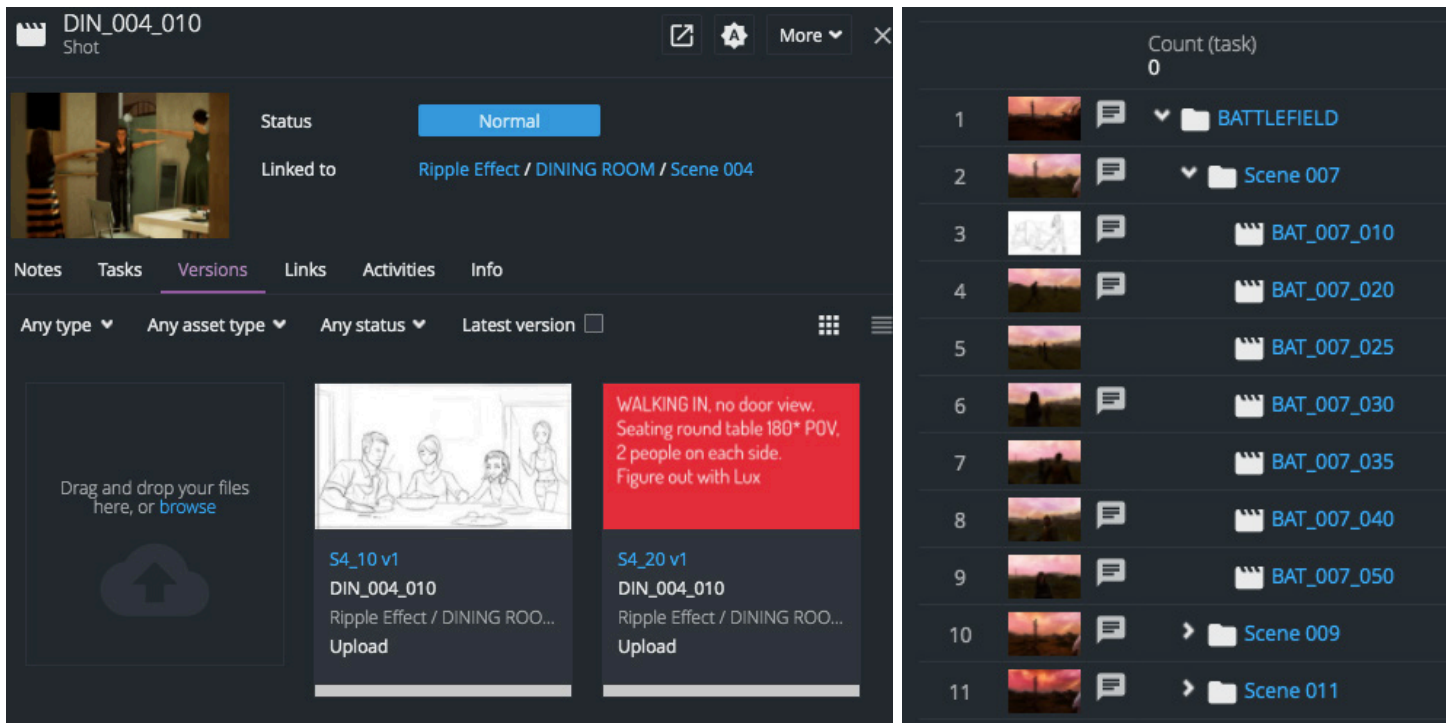 DIN_004_010
Shot
More
Status
Normal
Linked to
Ripple Effect / DINING ROOM / Scene 004
Notes Tasks Versions Links Activities Info
Any type Any asset type Any status Latest version
Drag and drop your files
here, or browse
WALKING IN, no door view.
Seating round table 180* POV,
2 people on each side.
Figure out with Lux
S4_10 v1
DIN_004_010
Ripple Effect / DINING ROO...
Upload
S4_20 v1
DIN_004_010
Ripple Effect / DINING ROO...
Upload
Count (task)
0
1 BATTLEFIELD
2 Scene 007
3 BAT_007_010
4 BAT_007_020
5 BAT_007_025
6 BAT_007_030
7 BAT_007_035
8 BAT_007_040
9 BAT_007_050
10 Scene 009
11 Scene 011